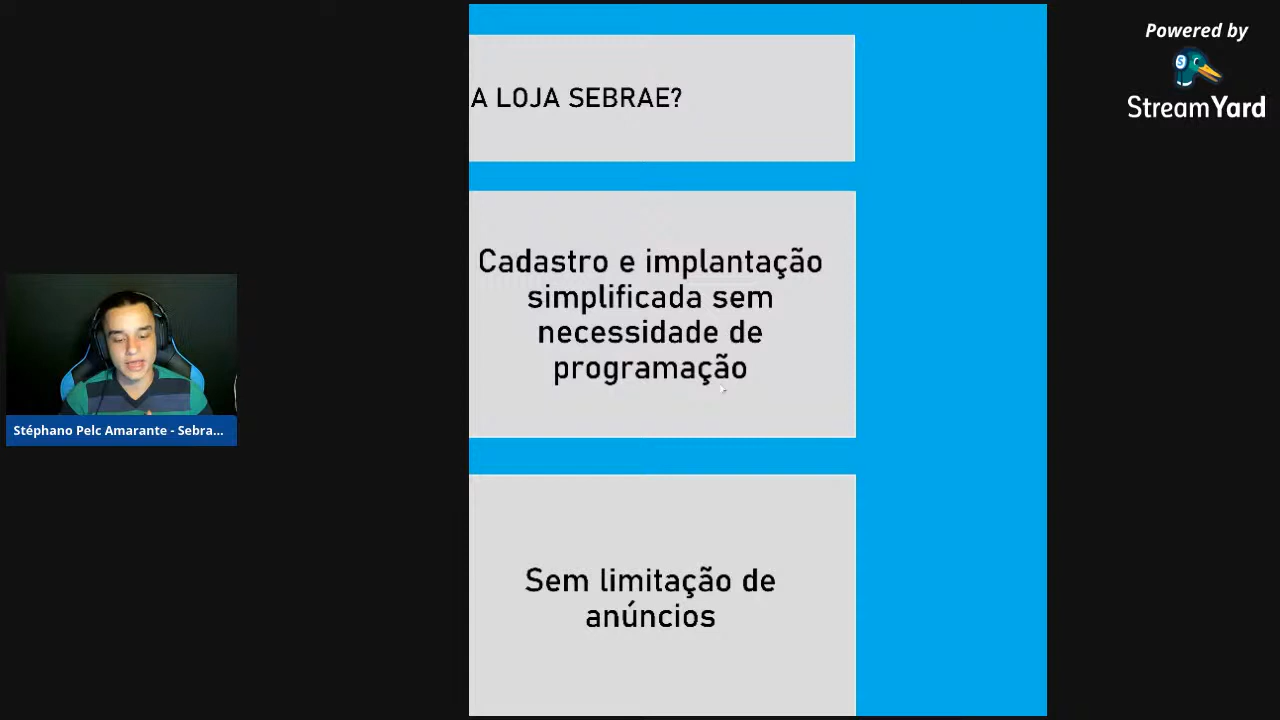 Powered by
StreamYard
A LOJA SEBRAE?
Cadastro e implantação
simplificada sem
necessidade de
programação
Stéphano Pelc Amarante - Sebra...
Sem limitação de
anúncios